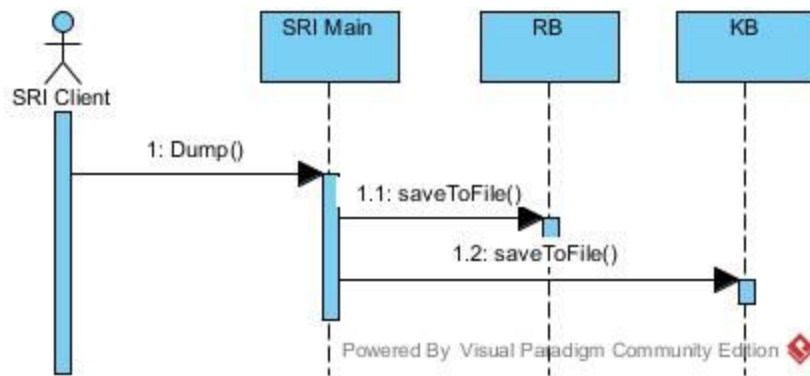 SRI Main
RB
KB
SRI Client
1: Dump()
1.1: saveToFile()
1.2: saveToFile()
Powered By Visual Paradigm Community Edition